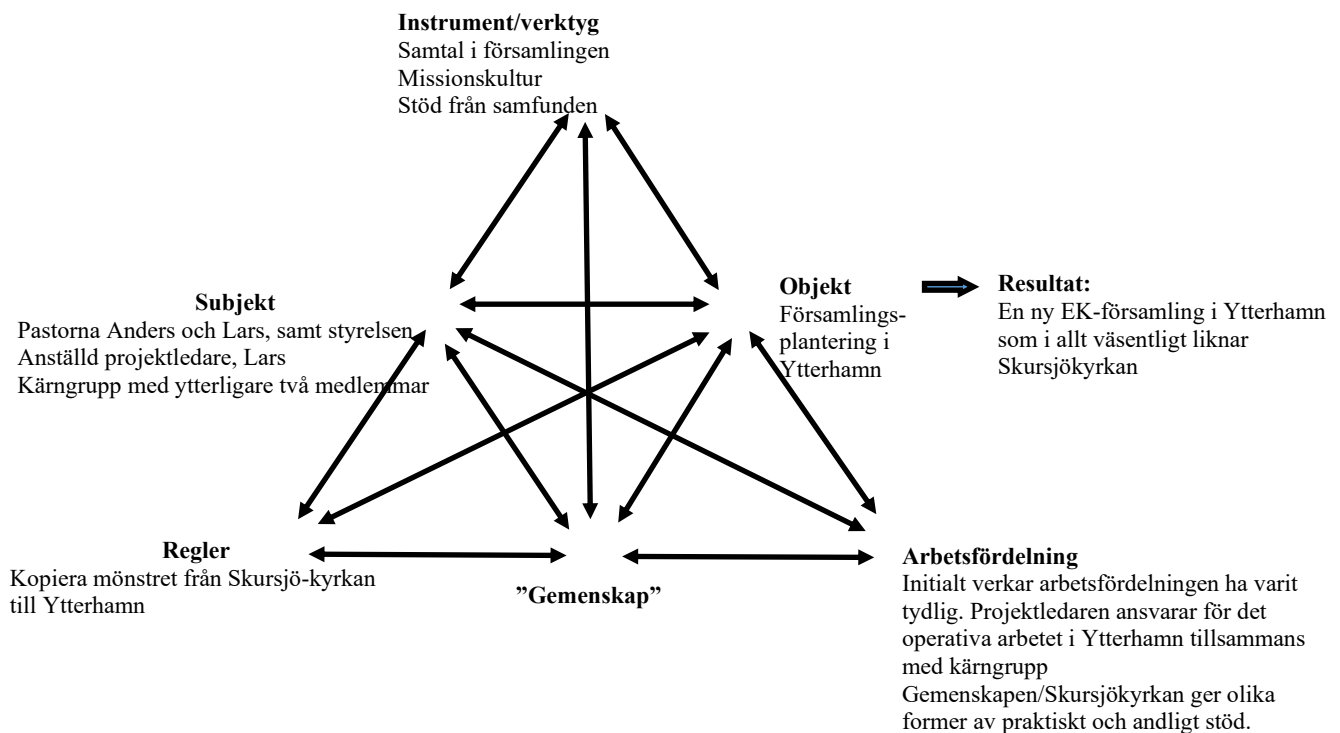 Instrument/verktyg
Samtal i församlingen
Missionskultur
Stöd från samfunden
Subjekt
Pastorna Anders och Lars, samt styrelsen
Anställd projektledare, Lars
Kärngrupp med ytterligare två medlemmar
Objekt
Församlings-
plantering i
Ytterhamn
Resultat:
En ny EK-församling i Ytterhamn
som i allt väsentligt liknar
Skursjökyrkan
Regler
Kopiera mönstret från Skursjö-kyrkan
till Ytterhamn
”Gemenskap”
Arbetsfördelning
Initialt verkar arbetsfördelningen ha varit
tydlig. Projektledaren ansvarar för det
operativa arbetet i Ytterhamn tillsammans
med kärngrupp
Gemenskapen/Skursjökyrkan ger olika
former av praktiskt och andligt stöd.